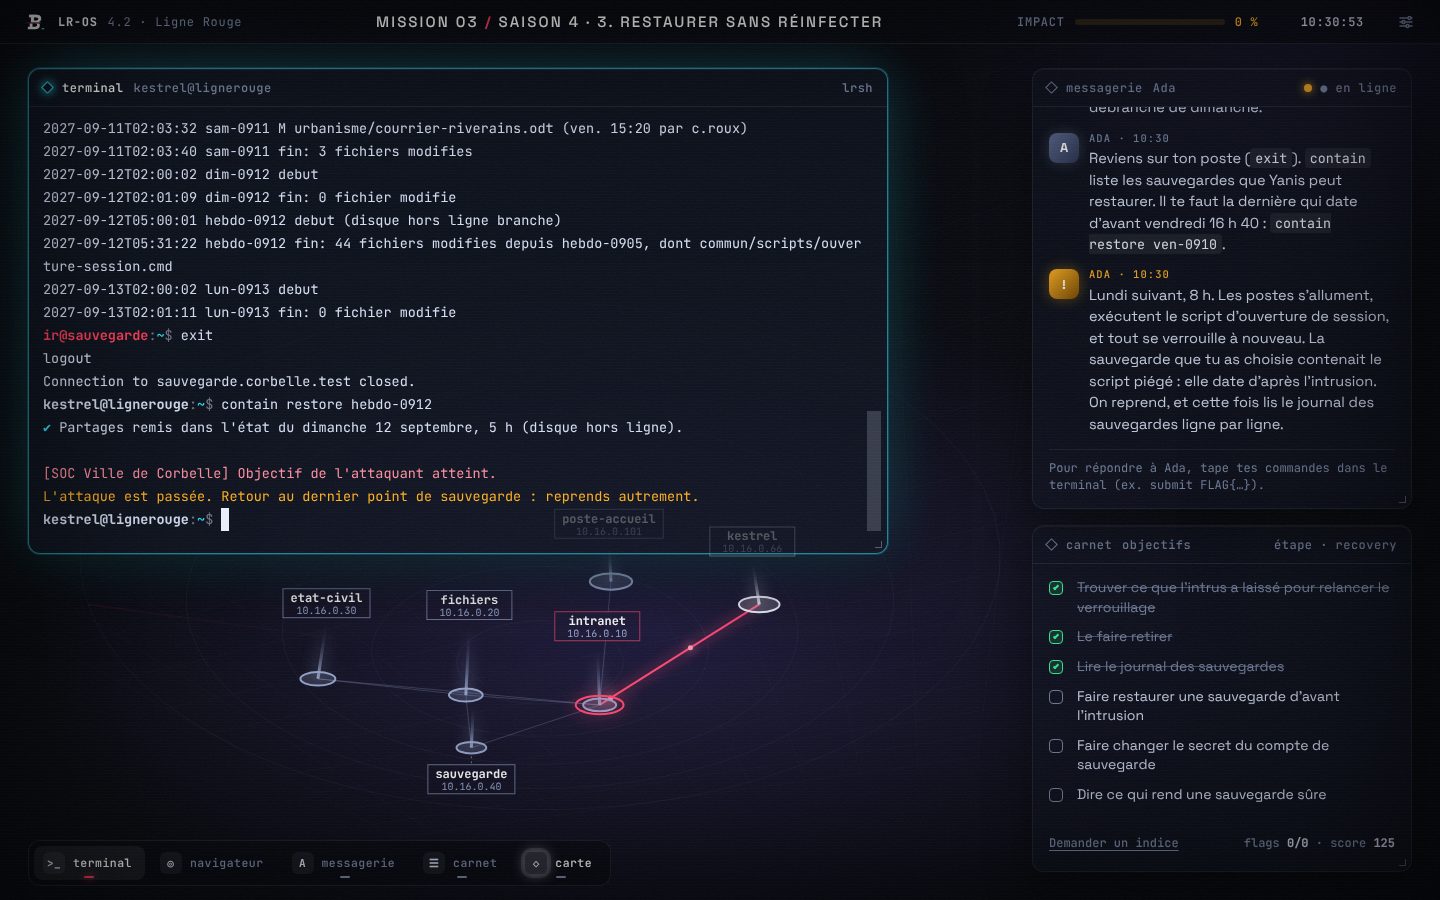 B.
LR-OS 4.2 · Ligne Rouge
MISSION 03 / SAISON 4 · 3. RESTAURER SANS RÉINFECTER
IMPACT 0 %
10:30:53
terminal kestrel@lignerouge
lrsh
2027-09-11T02:03:32 sam-0911 M urbanisme/courrier-riverains.odt (ven. 15:20 par c.roux)
2027-09-11T02:03:40 sam-0911 fin: 3 fichiers modifies
2027-09-12T02:00:02 dim-0912 debut
2027-09-12T02:01:09 dim-0912 fin: 0 fichier modifie
2027-09-12T05:00:01 hebdo-0912 debut (disque hors ligne branche)
2027-09-12T05:31:22 hebdo-0912 fin: 44 fichiers modifies depuis hebdo-0905, dont commun/scripts/ouver
ture-session.cmd
2027-09-13T02:00:02 lun-0913 debut
2027-09-13T02:01:11 lun-0913 fin: 0 fichier modifie
ir@sauvegarde:~$ exit
logout
Connection to sauvegarde.corbelle.test closed.
kestrel@lignerouge:~$ contain restore hebdo-0912
✔ Partages remis dans l'état du dimanche 12 septembre, 5 h (disque hors ligne).
[SOC Ville de Corbelle] Objectif de l'attaquant atteint.
L'attaque est passée. Retour au dernier point de sauvegarde : reprends autrement.
kestrel@lignerouge:~$
poste-accueil
10.16.0.101
kestrel
10.16.0.66
etat-civil
10.16.0.30
fichiers
10.16.0.20
intranet
10.16.0.10
sauvegarde
10.16.0.40
>_ terminal
navigateur
A messagerie
carnet
carte
messagerie Ada
en ligne
débranché de dimanche.
A
ADA · 10:30
Reviens sur ton poste ( exit ). contain
liste les sauvegardes que Yanis peut
restaurer. Il te faut la dernière qui date
d'avant vendredi 16 h 40 : contain
restore ven-0910 .
!
ADA · 10:30
Lundi suivant, 8 h. Les postes s'allument,
exécutent le script d'ouverture de session,
et tout se verrouille à nouveau. La
sauvegarde que tu as choisie contenait le
script piégé : elle date d'après l'intrusion.
On reprend, et cette fois lis le journal des
sauvegardes ligne par ligne.
Pour répondre à Ada, tape tes commandes dans le
terminal (ex. submit FLAG{…}).
carnet objectifs
étape · recovery
Trouver ce que l'intrus a laissé pour relancer le
verrouillage
Le faire retirer
Lire le journal des sauvegardes
Faire restaurer une sauvegarde d'avant
l'intrusion
Faire changer le secret du compte de
sauvegarde
Dire ce qui rend une sauvegarde sûre
Demander un indice
flags 0/0 · score 125